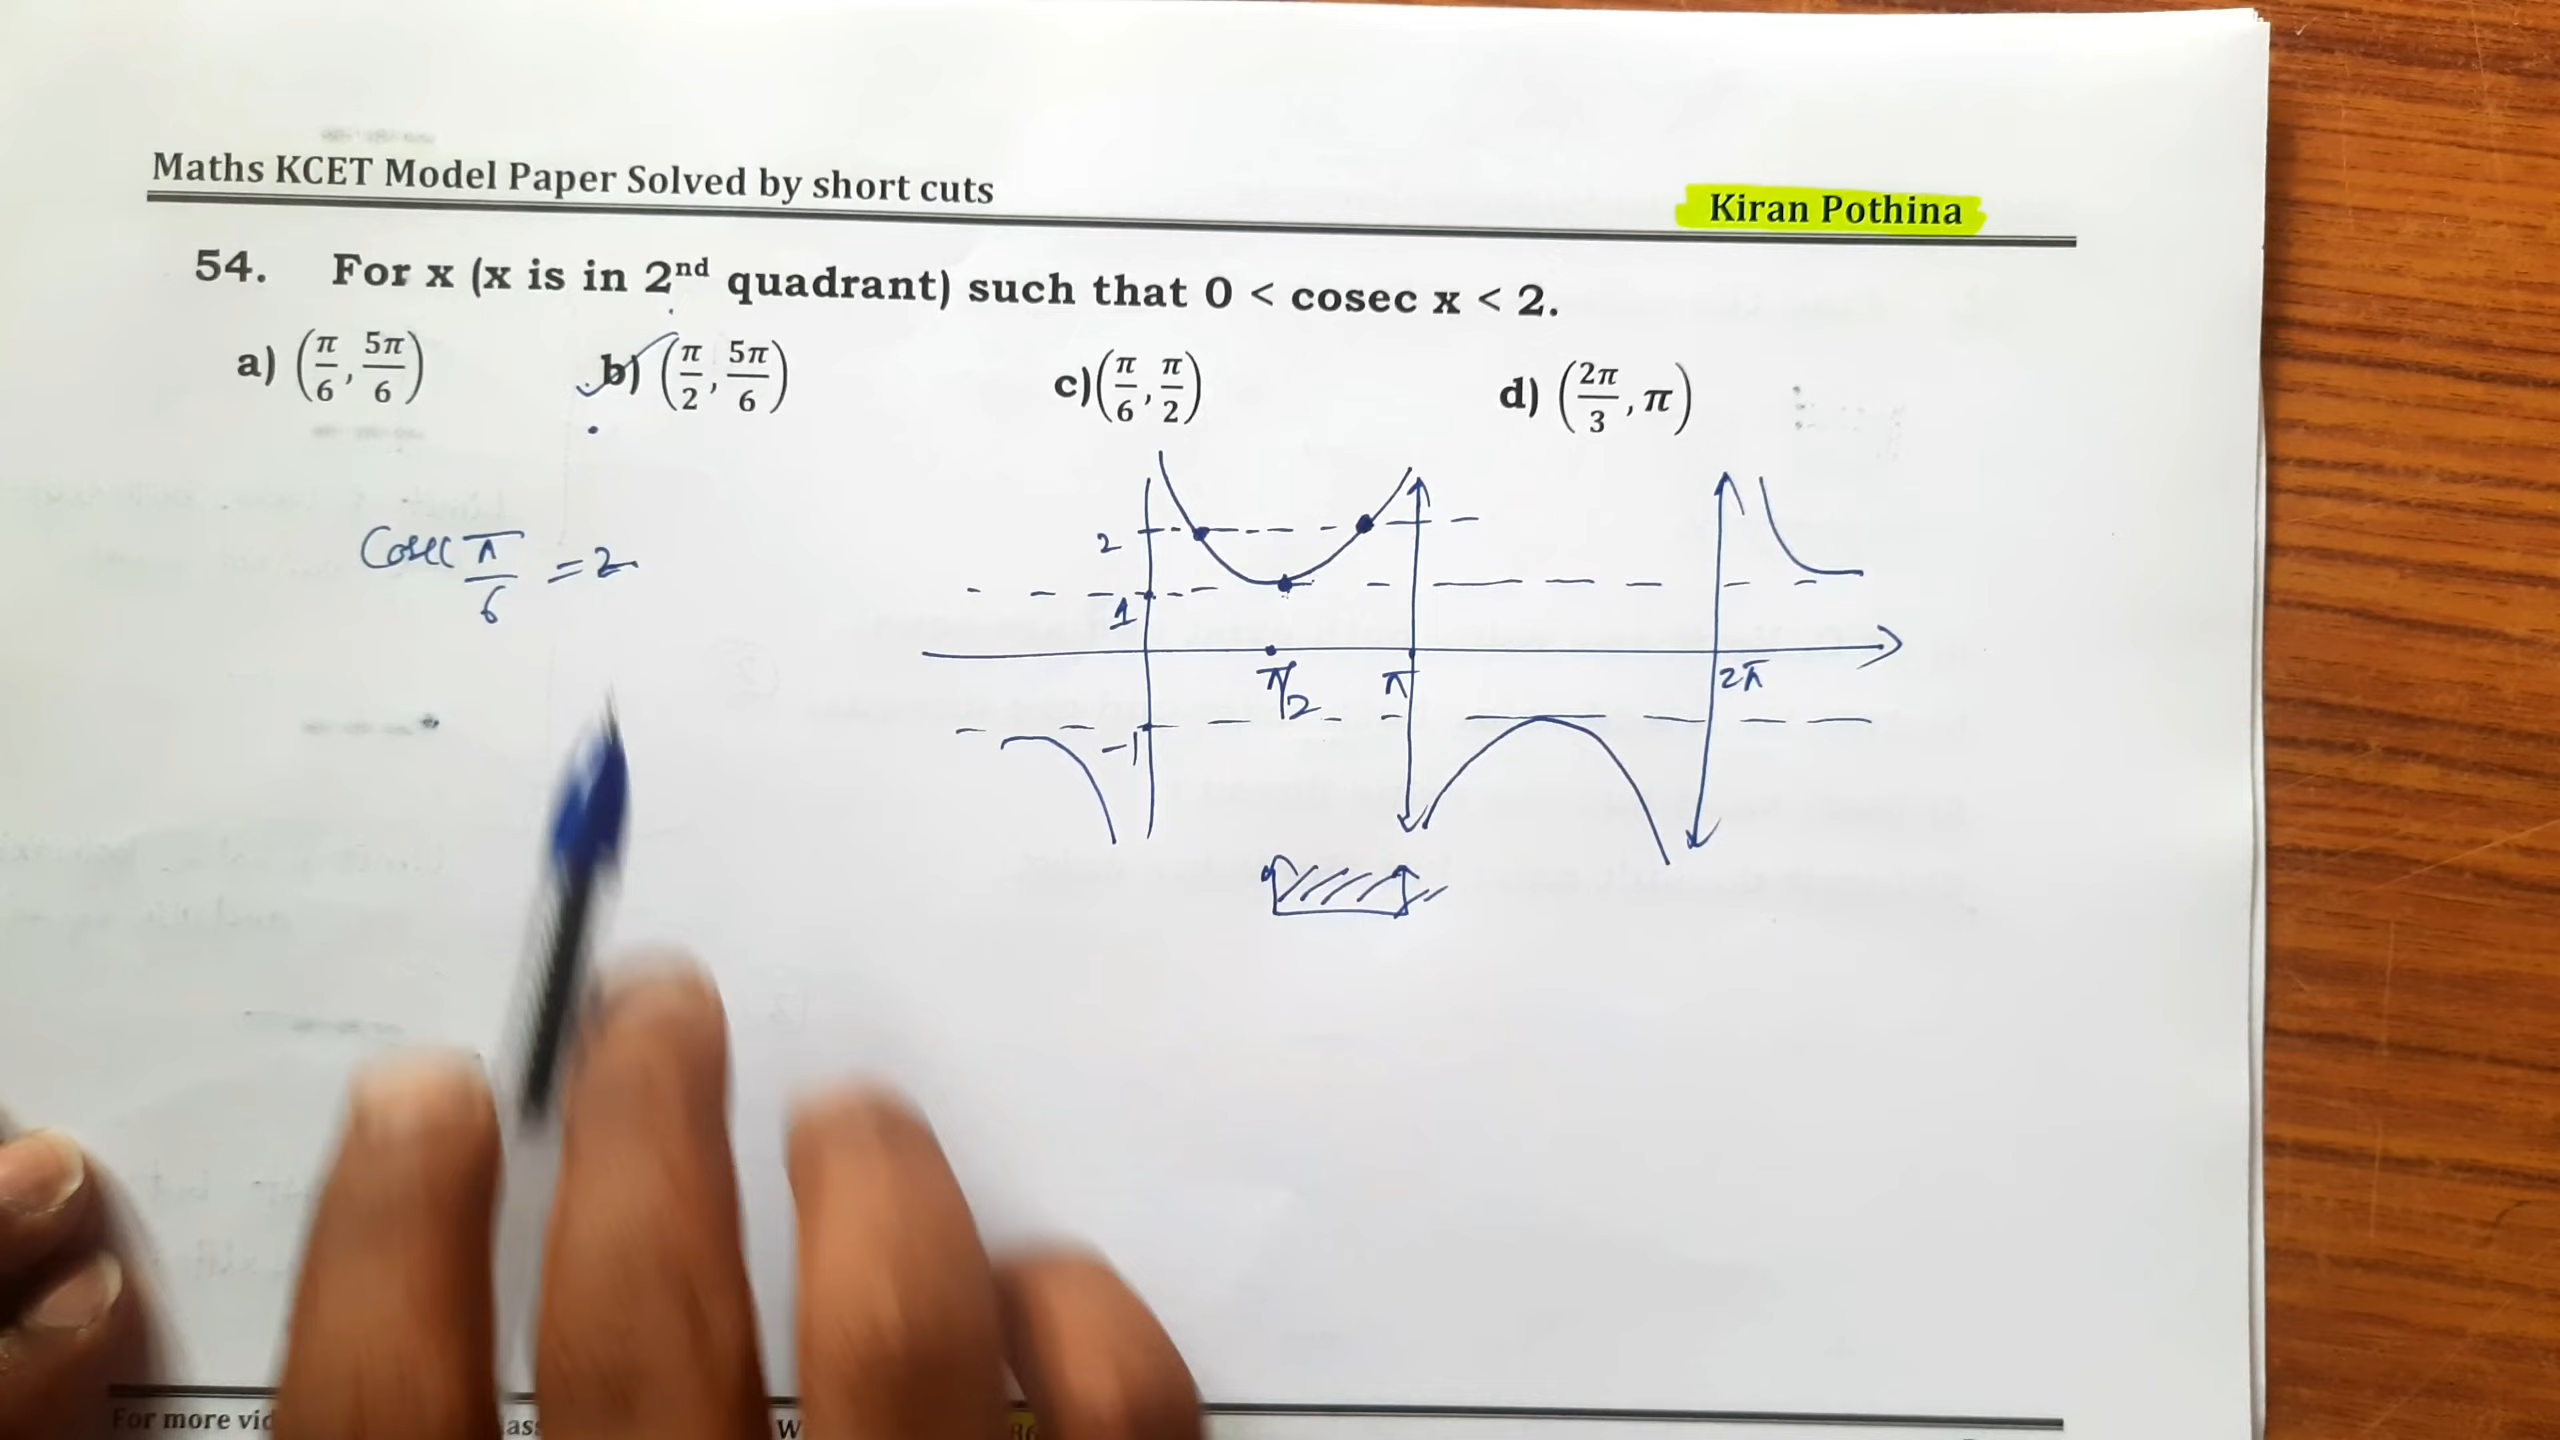 Maths KCET Model Paper Solved by short cuts
Kiran Pothina
54. For x (x is in 2nd quadrant) such that 0 < cosec x < 2.
a) (π/6, 5π/6) b) (π/2, 5π/6) c) (π/6, π/2) d) (2π/3, π)
Cosec π/6 = 2
2
1
π/2 π 2π
-1
For more vid